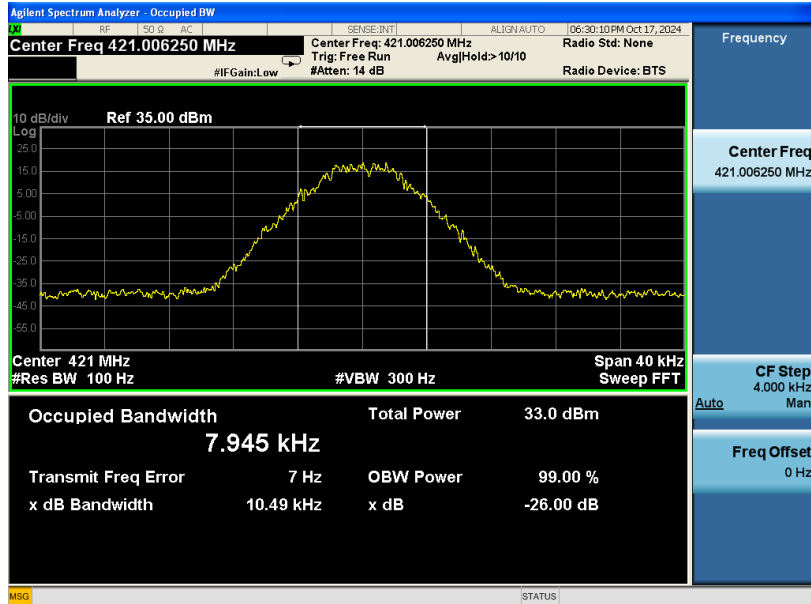 Agilent Spectrum Analyzer - Occupied BW
LXI RF 50 Ω AC SENSE:INT ALIGN AUTO 06:30:10 PM Oct 17, 2024
Center Freq 421.006250 MHz Center Freq: 421.006250 MHz Radio Std: None
Trig: Free Run Avg|Hold:> 10/10
#IFGain:Low #Atten: 14 dB Radio Device: BTS
10 dB/div Ref 35.00 dBm
Log
25.0
15.0
5.00
-5.00
-15.0
-25.0
-35.0
-45.0
-55.0
Center 421 MHz Span 40 kHz
#Res BW 100 Hz #VBW 300 Hz Sweep FFT
Occupied Bandwidth Total Power 33.0 dBm
7.945 kHz
Transmit Freq Error 7 Hz OBW Power 99.00 %
x dB Bandwidth 10.49 kHz x dB -26.00 dB
Frequency
Center Freq
421.006250 MHz
CF Step
4.000 kHz
Auto Man
Freq Offset
0 Hz
MSG STATUS